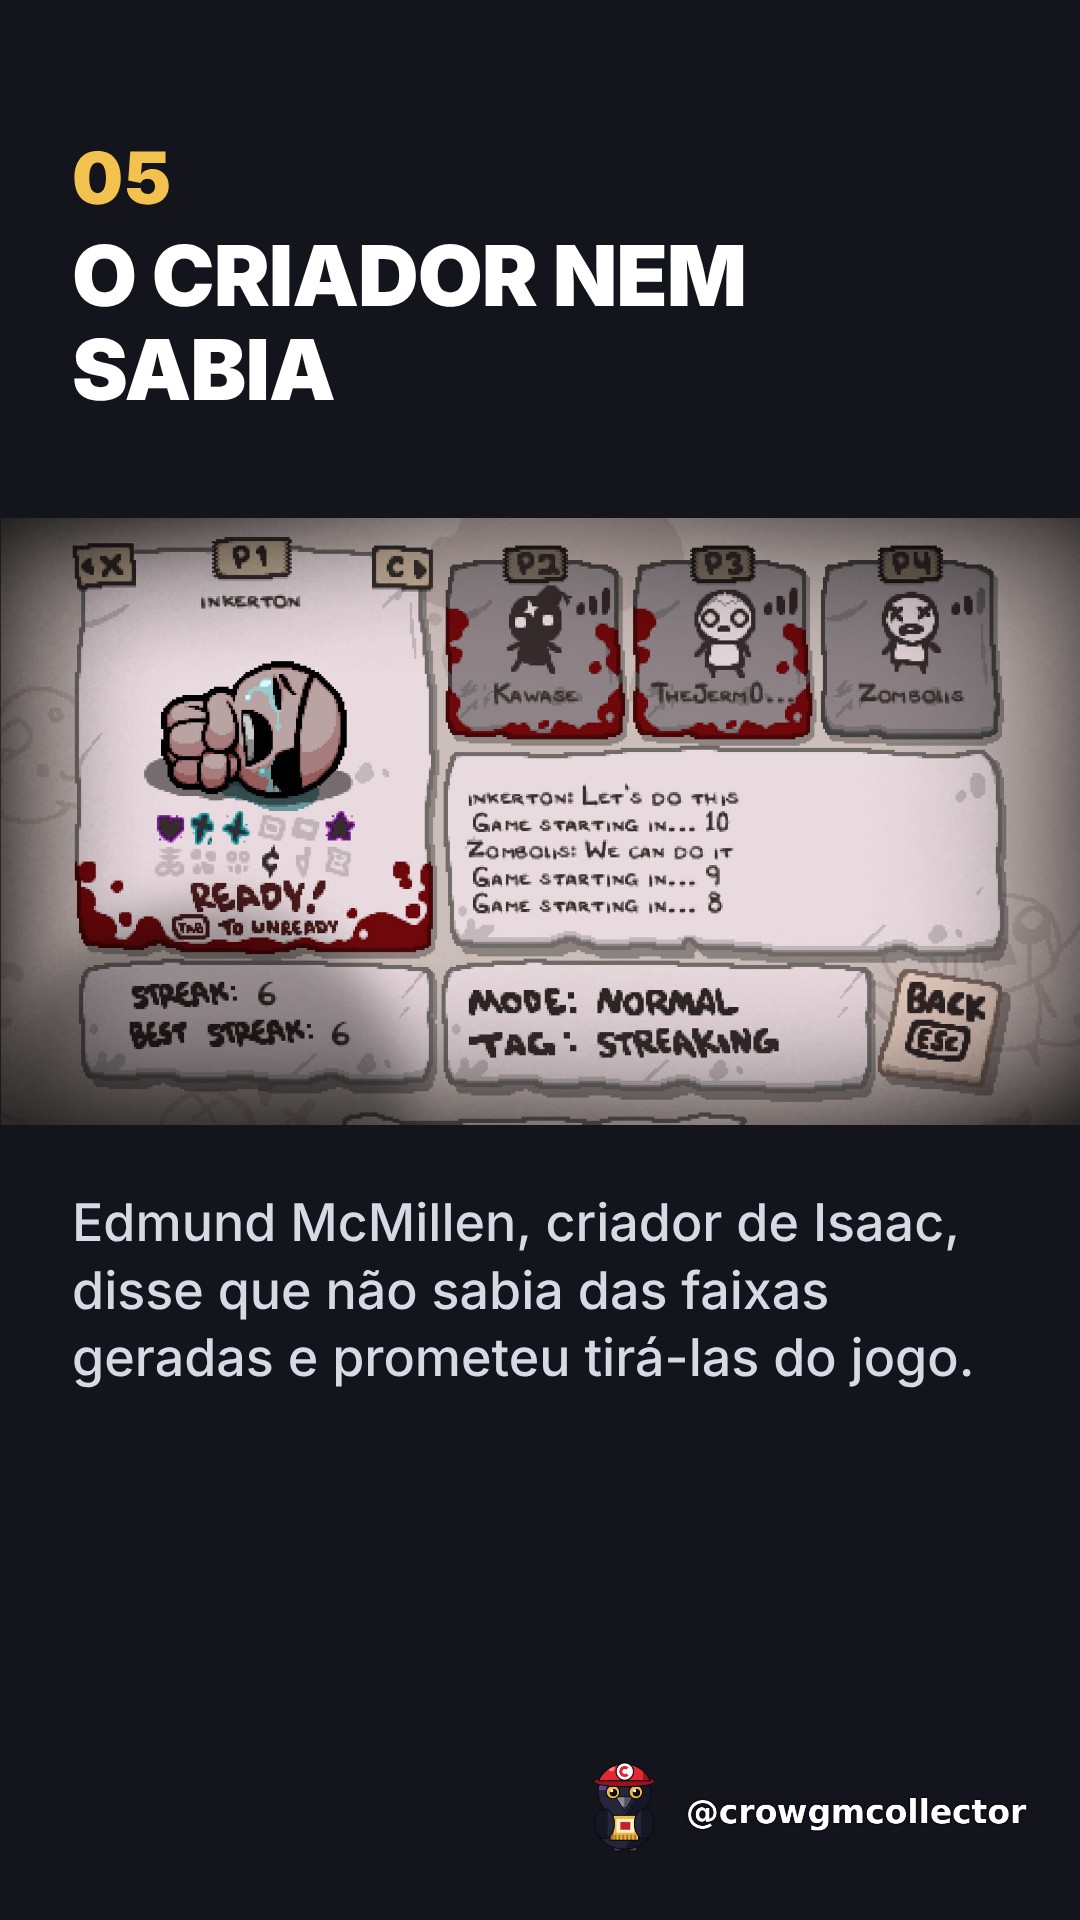 05
O CRIADOR NEM
SABIA
X
P1
C
INKERTON
P2
P3
P4
KAWASE
THEJERM0...
ZOMBOLIS
INKERTON: LET'S DO THIS
GAME STARTING IN... 10
ZOMBOLIS: WE CAN DO IT
GAME STARTING IN... 9
GAME STARTING IN... 8
READY!
TAB TO UNREADY
STREAK: 6
BEST STREAK: 6
MODE: NORMAL
TAG: STREAKING
BACK
ESC
Edmund McMillen, criador de Isaac,
disse que não sabia das faixas
geradas e prometeu tirá-las do jogo.
C
@crowgmcollector